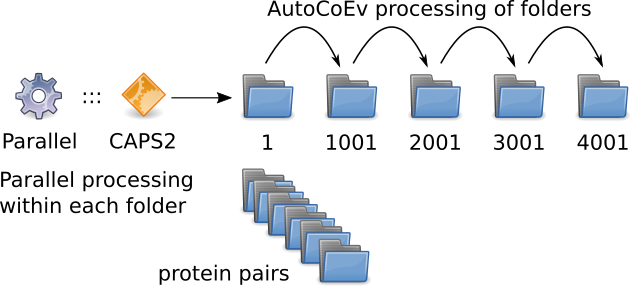 AutoCoEv processing of folders
Parallel ::: CAPS2 1 1001 2001 3001 4001
Parallel processing
within each folder
protein pairs